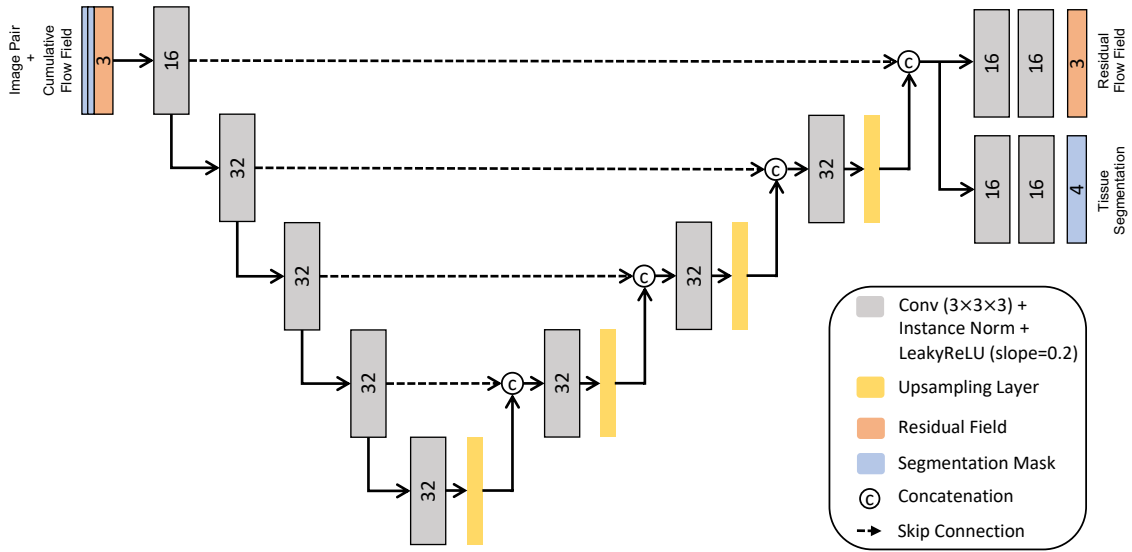 Image Pair
+
Cumulative
Flow Field
3
16
C
16
16
3
Residual
Flow Field
32
C
32
16
16
4
Tissue
Segmentation
32
C
32
32
C
32
32
Conv (3×3×3) +
Instance Norm +
LeakyReLU (slope=0.2)
Upsampling Layer
Residual Field
Segmentation Mask
C
Concatenation
Skip Connection